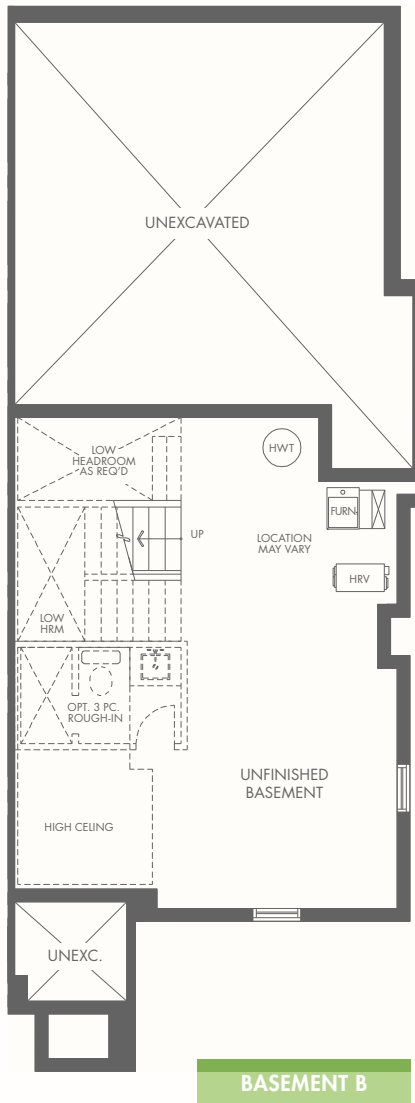 UNEXCAVATED
LOW
HEADROOM
AS REQ'D
HWT
FURN
UP
LOCATION
MAY VARY
HRV
LOW
HRM
OPT. 3 PC.
ROUGH-IN
UNFINISHED
BASEMENT
HIGH CELING
UNEXC.
BASEMENT B